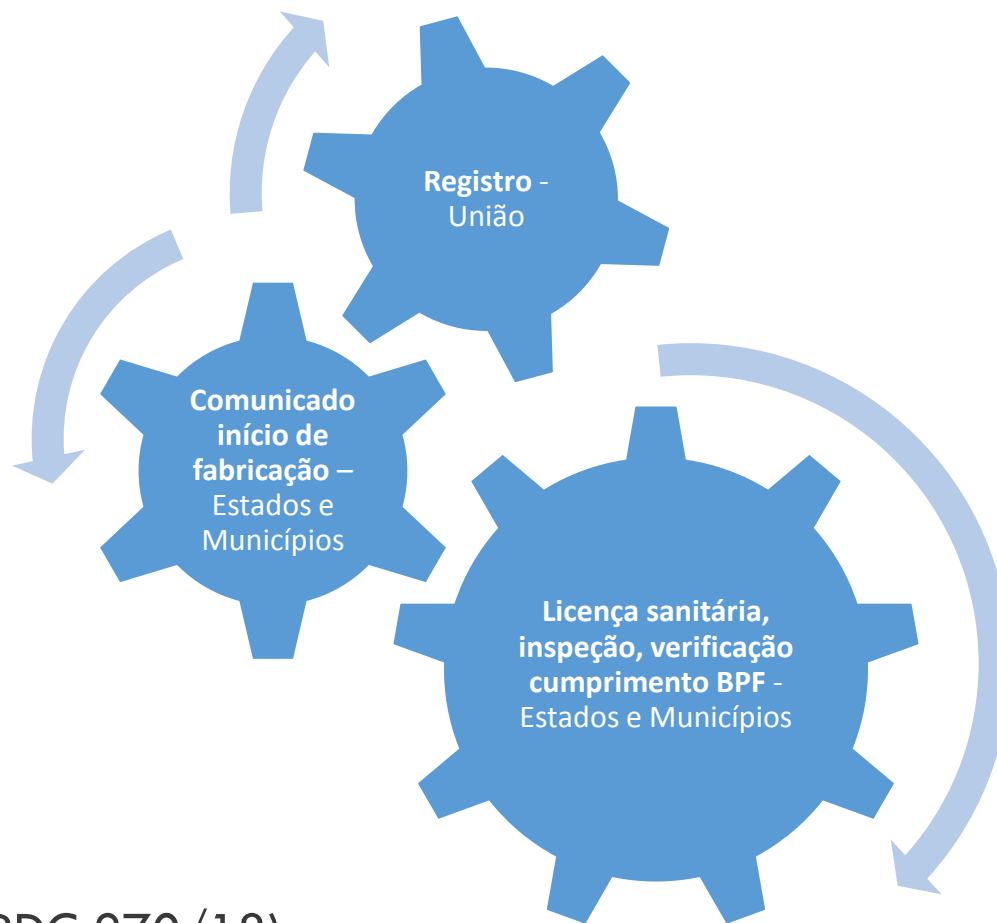 Registro -
União
Comunicado
início de
fabricação –
Estados e
Municípios
Licença sanitária,
inspeção, verificação
cumprimento BPF -
Estados e Municípios